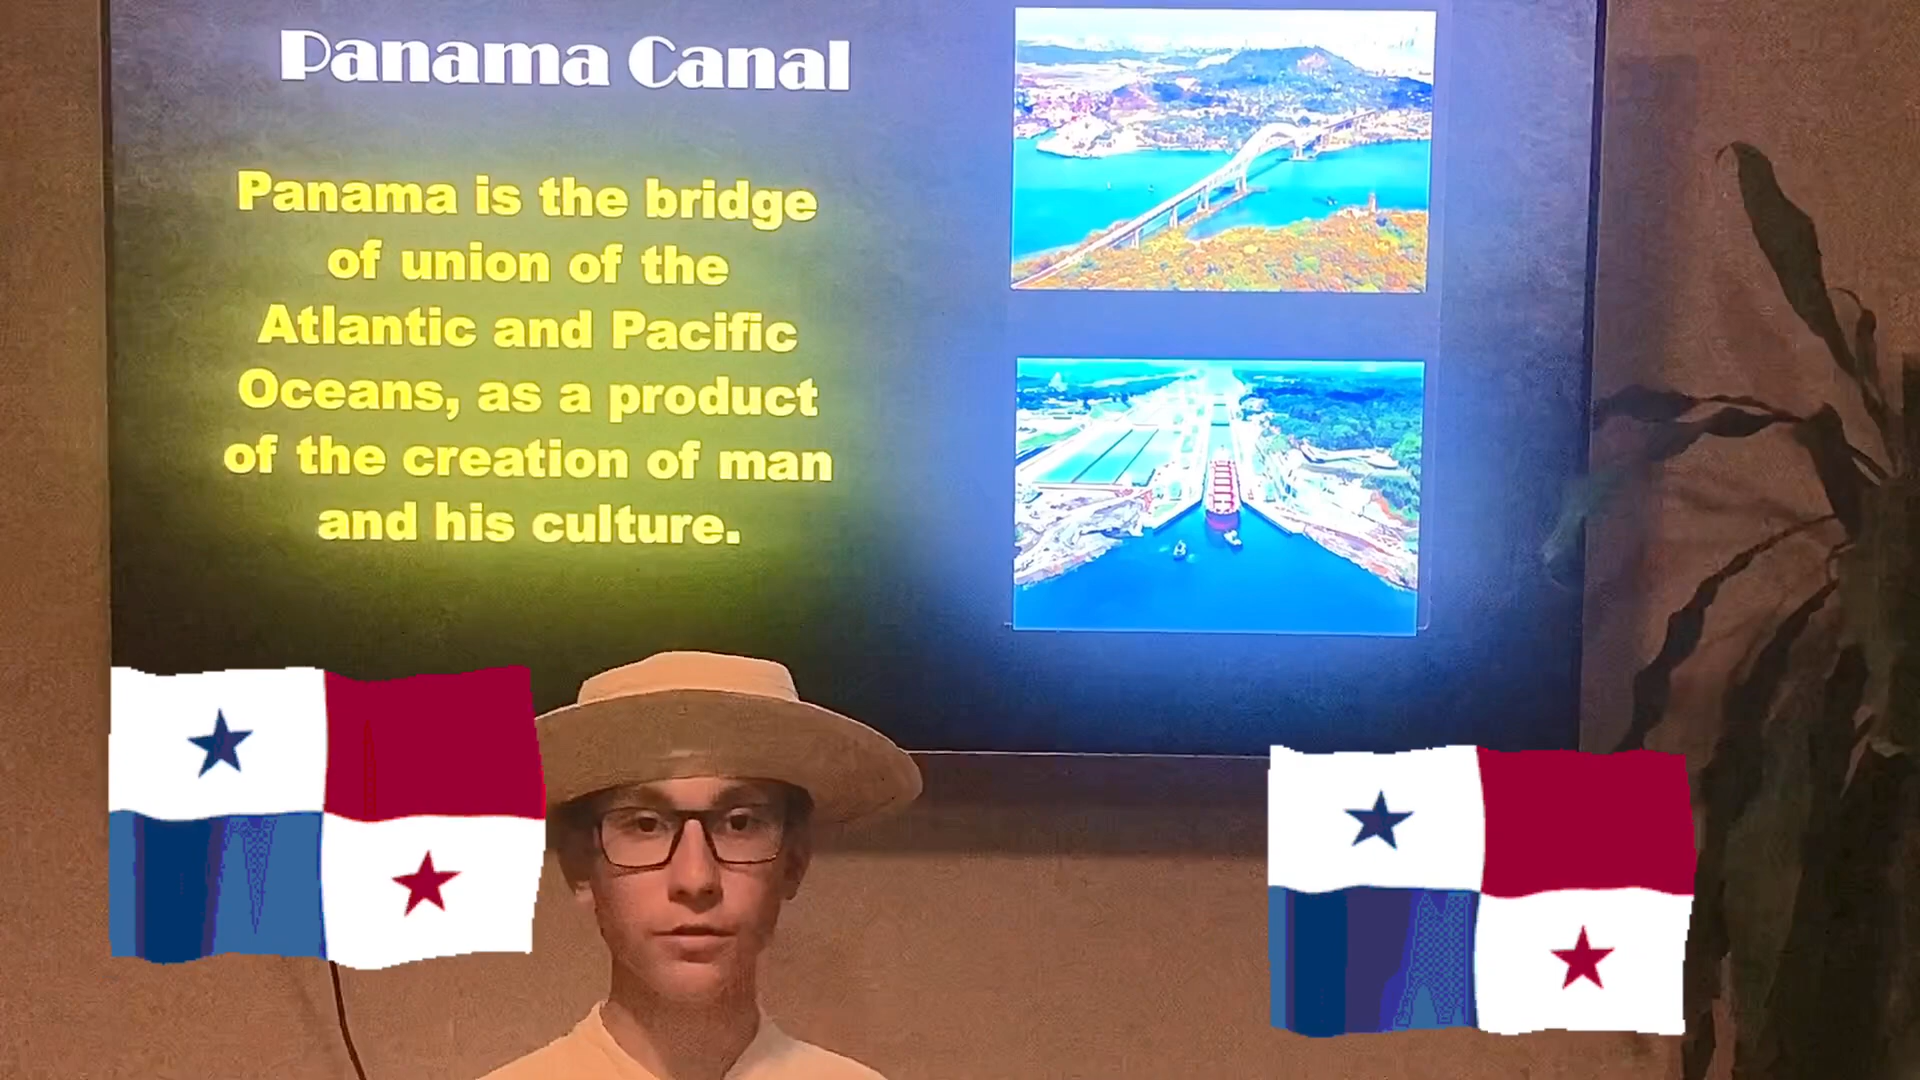 Panama Canal
Panama is the bridge
of union of the
Atlantic and Pacific
Oceans, as a product
of the creation of man
and his culture.